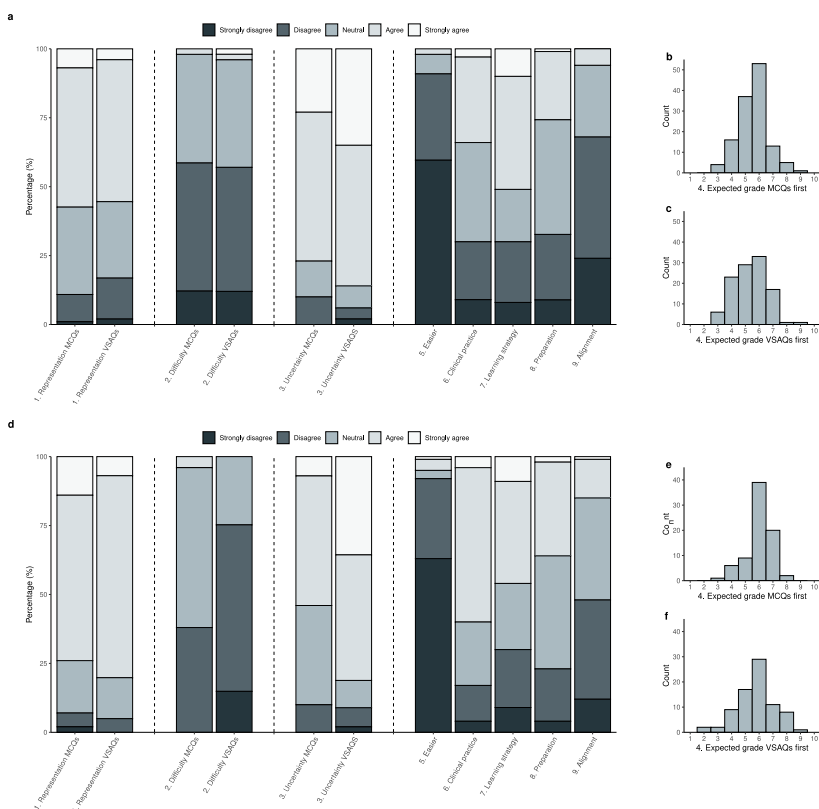 a
Strongly disagree Disagree Neutral Agree Strongly agree
100
75
50
25
0
Percentage (%)
1. Representation MCQs
1. Representation VSAQs
2. Difficulty MCQs
2. Difficulty VSAQs
3. Uncertainty MCQs
3. Uncertainty VSAQS
5. Easier
6. Clinical practice
7. Learning strategy
8. Preparation
9. Alignment
b
50
40
30
20
10
0
Count
1 2 3 4 5 6 7 8 9 10
4. Expected grade MCQs first
c
50
40
30
20
10
0
Count
1 2 3 4 5 6 7 8 9 10
4. Expected grade VSAQs first
d
Strongly disagree Disagree Neutral Agree Strongly agree
100
75
50
25
0
Percentage (%)
1. Representation MCQs
1. Representation VSAQs
2. Difficulty MCQs
2. Difficulty VSAQs
3. Uncertainty MCQs
3. Uncertainty VSAQS
5. Easier
6. Clinical practice
7. Learning strategy
8. Preparation
9. Alignment
e
40
30
20
10
0
Count
1 2 3 4 5 6 7 8 9 10
4. Expected grade MCQs first
f
40
30
20
10
0
Count
1 2 3 4 5 6 7 8 9 10
4. Expected grade VSAQs first